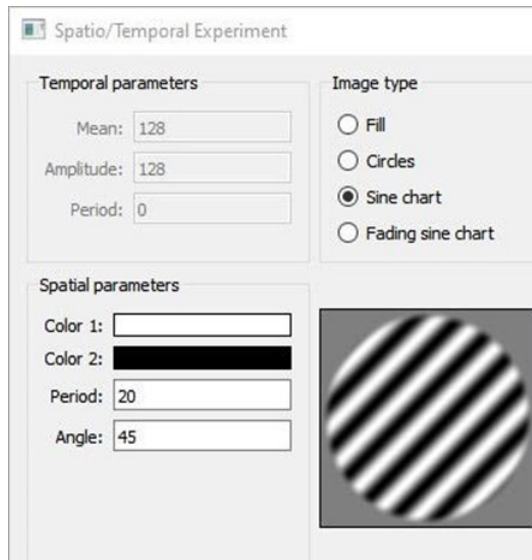 Spatio/Temporal Experiment
Temporal parameters
Mean: 128
Amplitude: 128
Period: 0
Image type
Fill
Circles
Sine chart
Fading sine chart
Spatial parameters
Color 1:
Color 2:
Period: 20
Angle: 45